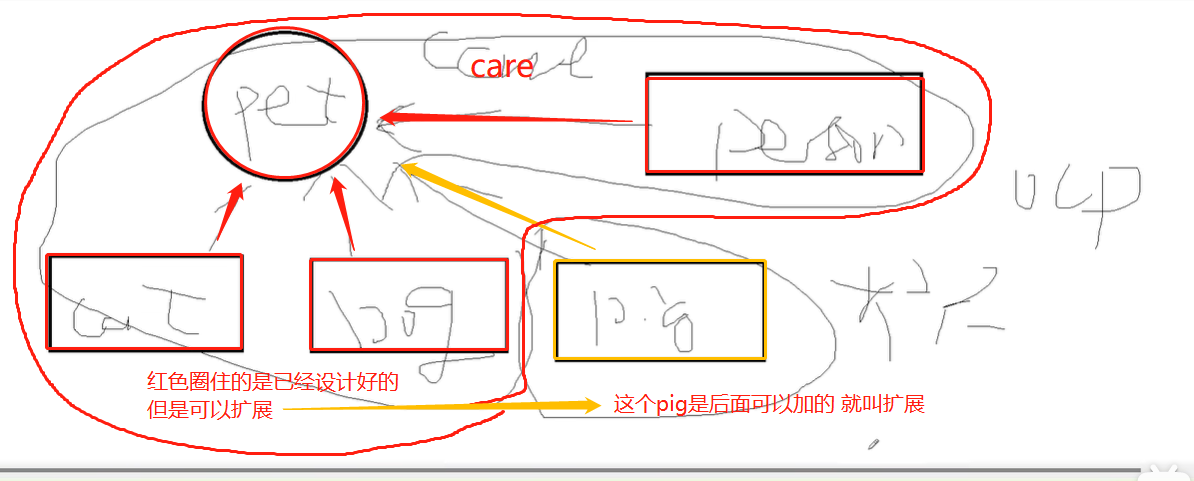 care
pet
person
ocp
cat
Dog
pig
扩展
红色圈住的是已经设计好的
但是可以扩展
这个pig是后面可以加的 就叫扩展